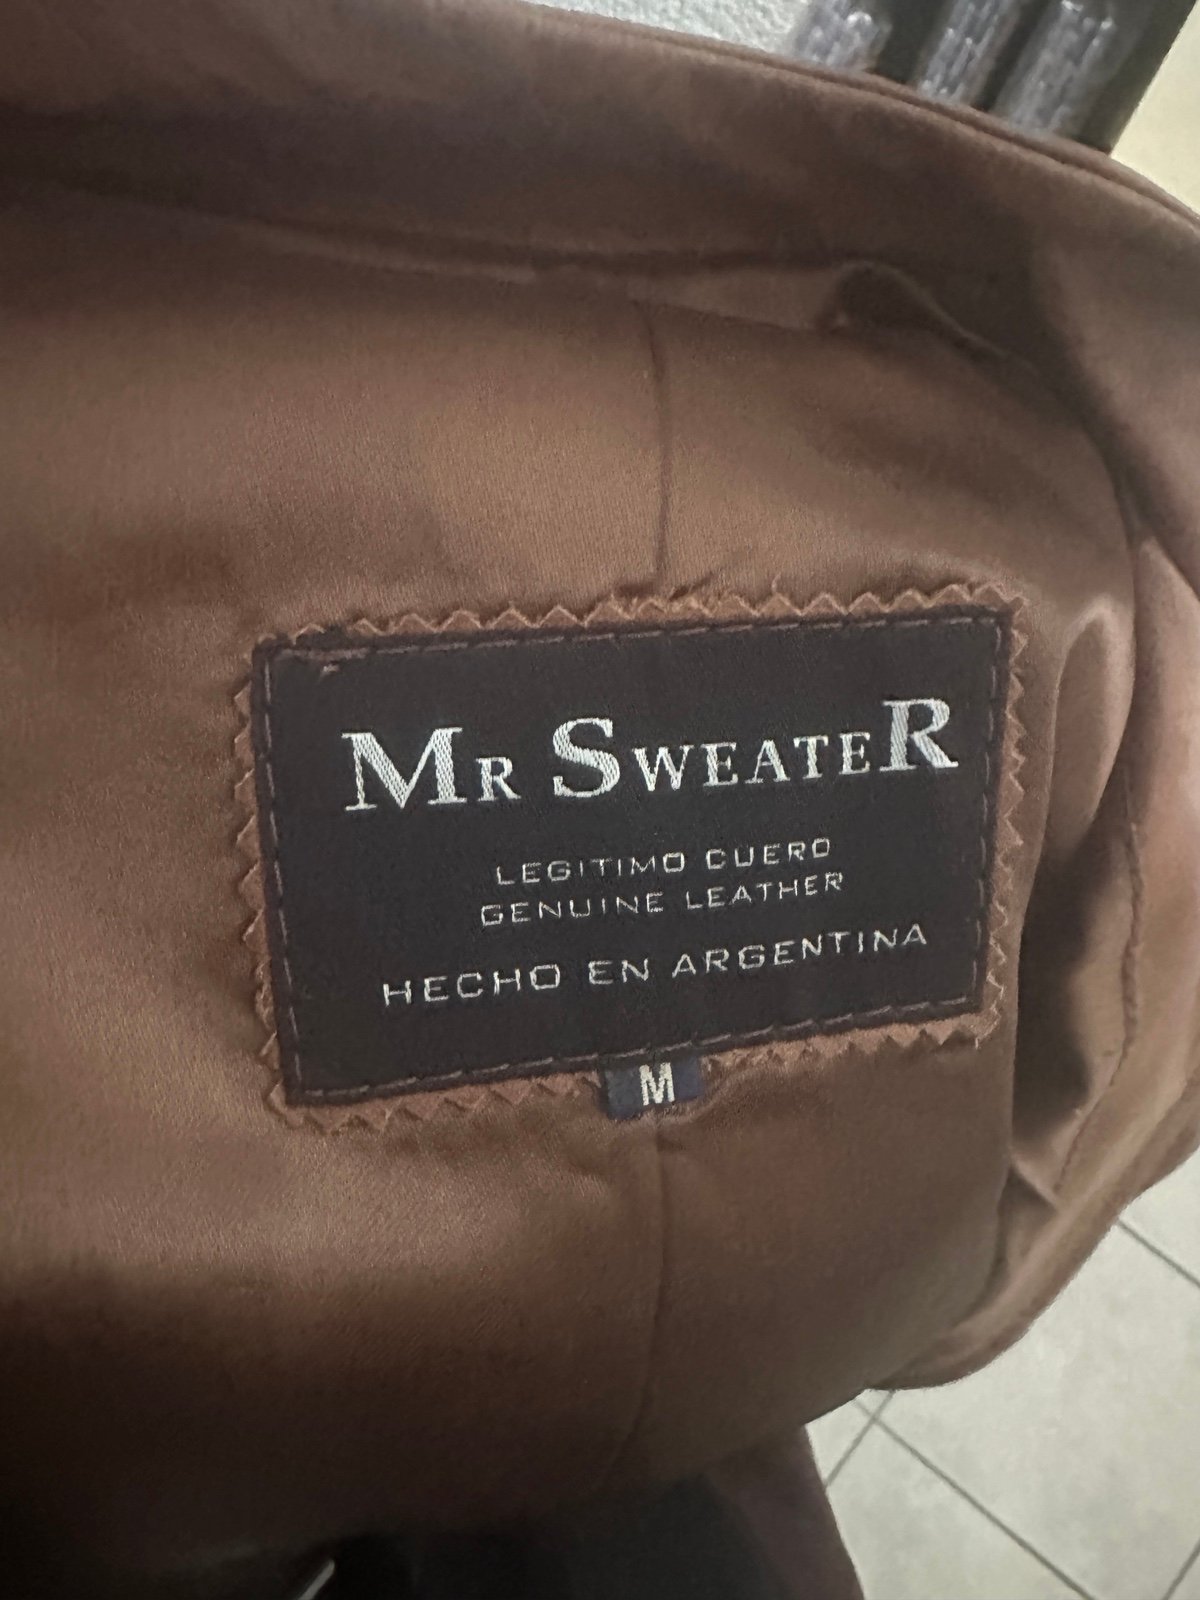 MR SWEATER
LEGITIMO CUERO
GENUINE LEATHER
HECHO EN ARGENTINA
M